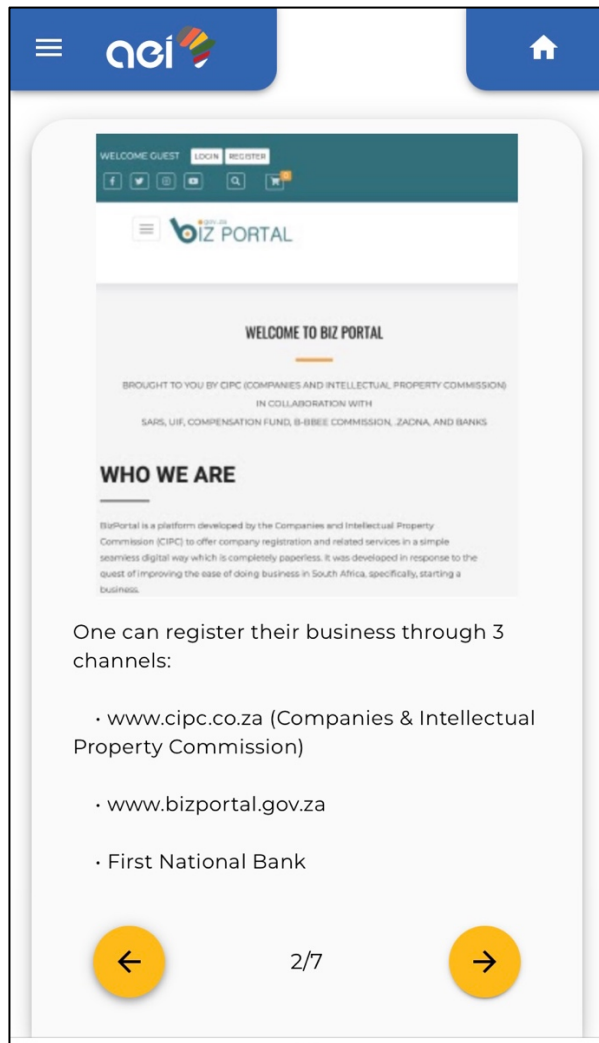 aei
WELCOME GUEST LOGIN REGISTER
0
gov.za
biz PORTAL
WELCOME TO BIZ PORTAL
BROUGHT TO YOU BY CIPC (COMPANIES AND INTELLECTUAL PROPERTY COMMISSION)
IN COLLABORATION WITH
SARS, UIF, COMPENSATION FUND, B-BBEE COMMISSION, .ZADNA, AND BANKS
WHO WE ARE
BizPortal is a platform developed by the Companies and Intellectual Property
Commission (CIPC) to offer company registration and related services in a simple
seamless digital way which is completely paperless. It was developed in response to the
quest of improving the ease of doing business in South Africa, specifically, starting a
business.
One can register their business through 3
channels:
• www.cipc.co.za (Companies & Intellectual
Property Commission)
• www.bizportal.gov.za
• First National Bank
2/7